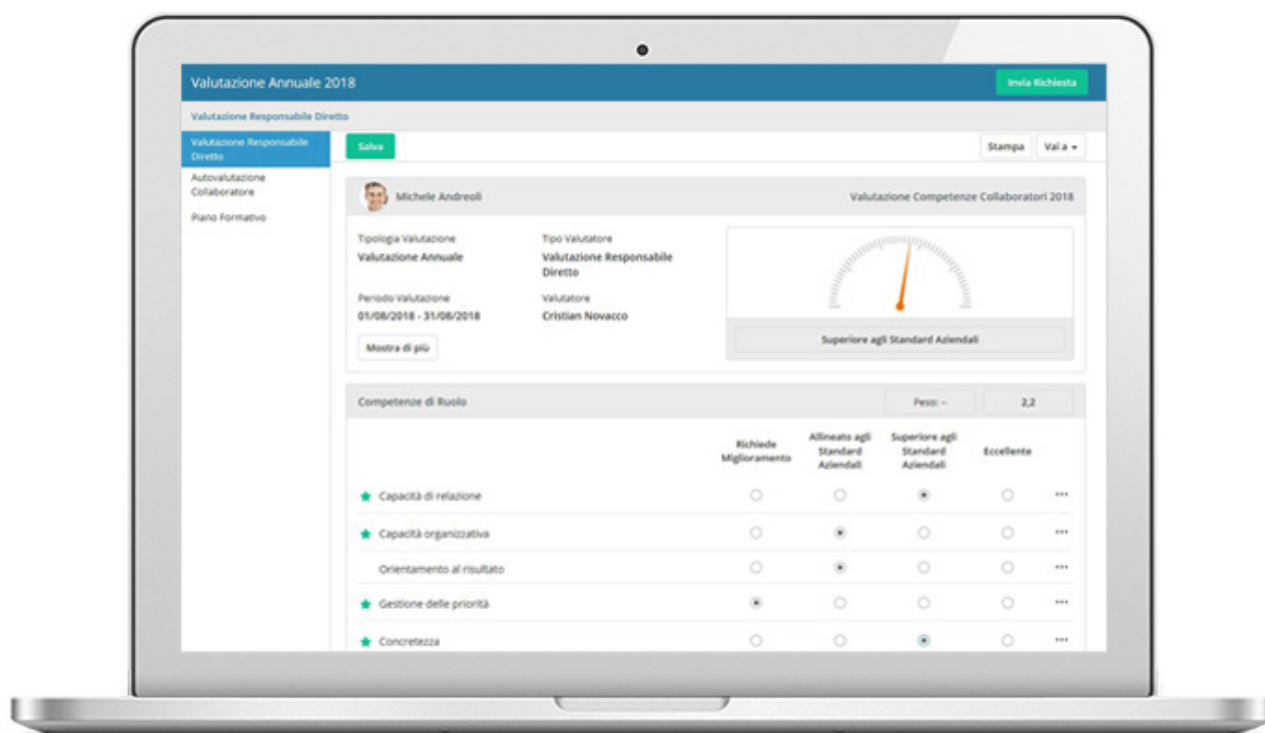 Valutazione Annuale 2018
Invia Richiesta
Valutazione Responsabile Diretto
Valutazione Responsabile
Diretto
Autovalutazione
Collaboratore
Piano Formativo
Salva
Stampa
Vai a
Michele Andreoli
Valutazione Competenze Collaboratori 2018
Tipologia Valutazione
Valutazione Annuale
Tipo Valutatore
Valutazione Responsabile
Diretto
Periodo Valutazione
01/08/2018 - 31/08/2018
Valutatore
Cristian Novacco
Mostra di più
Superiore agli Standard Aziendali
Competenze di Ruolo
Peso: --
2,2
Richiede
Miglioramento
Allineato agli
Standard
Aziendali
Superiore agli
Standard
Aziendali
Eccellente
Capacità di relazione
Capacità organizzativa
Orientamento al risultato
Gestione delle priorità
Concretezza